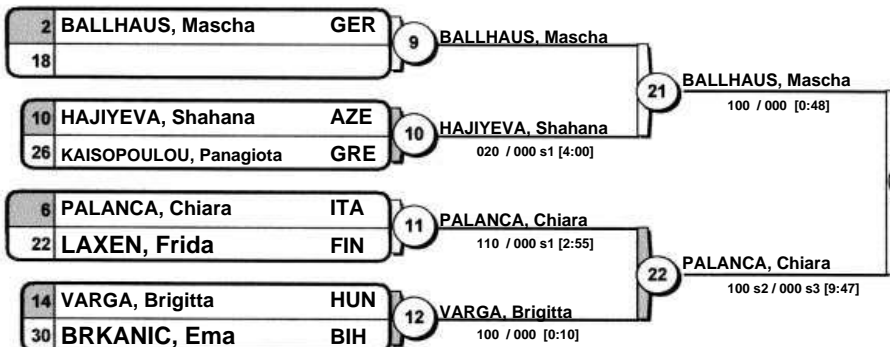 2 BALLHAUS, Mascha GER
18
9
BALLHAUS, Mascha
10 HAJIYEVA, Shahana AZE
26 KAISOPOULOU, Panagiota GRE
10
HAJIYEVA, Shahana
020 / 000 s1 [4:00]
21
BALLHAUS, Mascha
100 / 000 [0:48]
6 PALANCA, Chiara ITA
22 LAXEN, Frida FIN
11
PALANCA, Chiara
110 / 000 s1 [2:55]
14 VARGA, Brigitta HUN
30 BRKANIC, Ema BIH
12
VARGA, Brigitta
100 / 000 [0:10]
22
PALANCA, Chiara
100 s2 / 000 s3 [9:47]